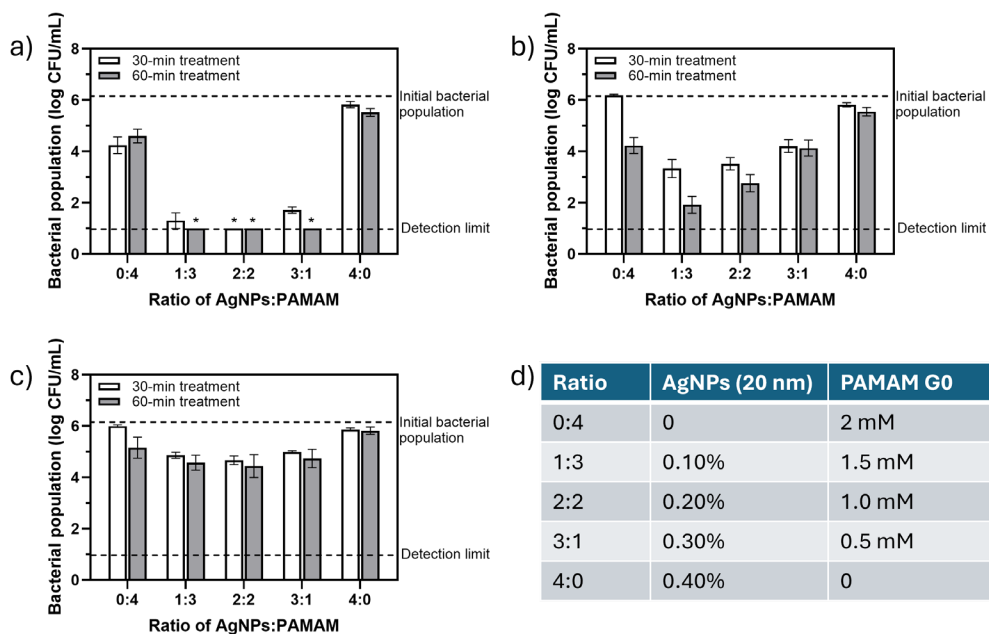 a)
Bacterial population (log CFU/mL)
8
6
4
2
0
30-min treatment
60-min treatment
Initial bacterial
population
Detection limit
*
* *
*
0:4 1:3 2:2 3:1 4:0
Ratio of AgNPs:PAMAM
b)
Bacterial population (log CFU/mL)
8
6
4
2
0
30-min treatment
60-min treatment
Initial bacterial
population
Detection limit
0:4 1:3 2:2 3:1 4:0
Ratio of AgNPs:PAMAM
c)
Bacterial population (log CFU/mL)
8
6
4
2
0
30-min treatment
60-min treatment
Initial bacterial
population
Detection limit
0:4 1:3 2:2 3:1 4:0
Ratio of AgNPs:PAMAM
d)
Ratio AgNPs (20 nm) PAMAM G0
0:4 0 2 mM
1:3 0.10% 1.5 mM
2:2 0.20% 1.0 mM
3:1 0.30% 0.5 mM
4:0 0.40% 0